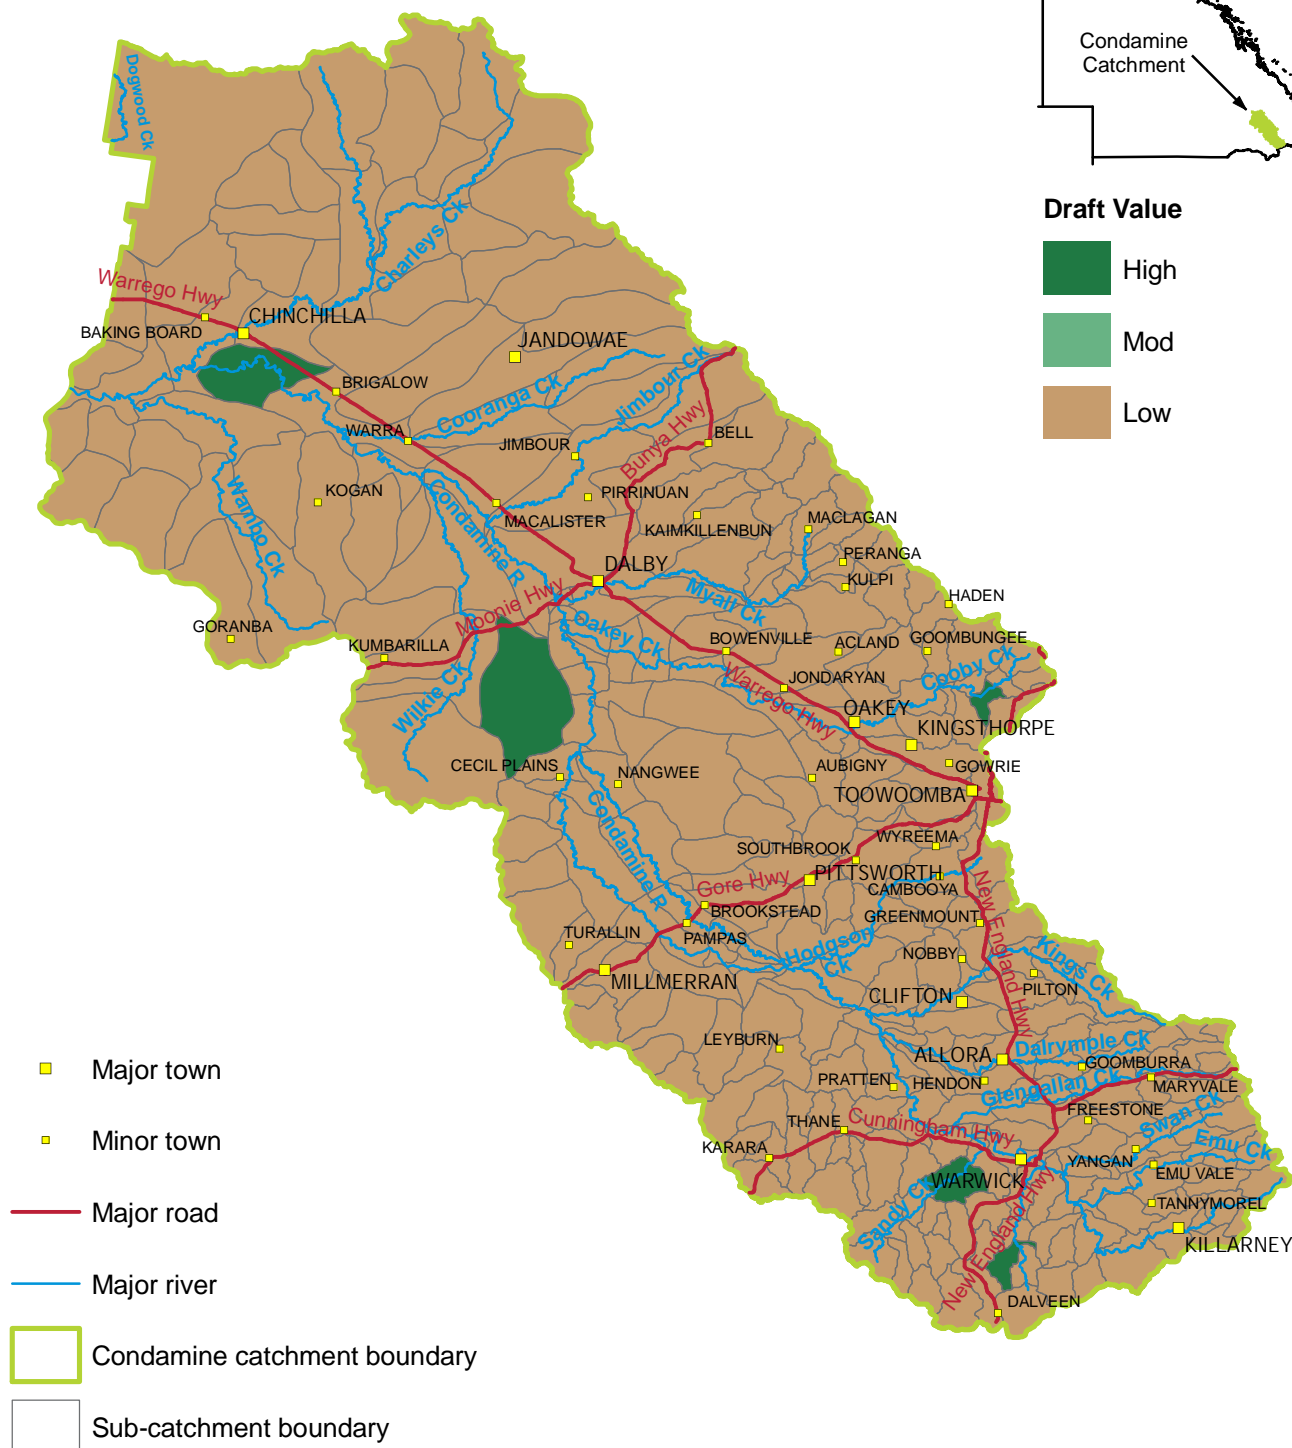 Condamine
Catchment
Draft Value
High
Mod
Low
Dogwood Ck
Charleys Ck
Warrego Hwy
CHINCHILLA
BAKING BOARD
JANDOWAE
Jimbour Ck
BRIGALOW
Cooranga Ck
Bunya Hwy
WARRA
BELL
JIMBOUR
KOGAN
PIRRINUAN
Wambo Ck
Condamine R
MACALISTER
KAIMKILLENBUN
MACLAGAN
PERANGA
DALBY
KULPI
Myall Ck
HADEN
Moonie Hwy
GORANBA
KUMBARILLA
Oakey Ck
BOWENVILLE
ACLAND
GOOMBUNGEE
Cooby Ck
JONDARYAN
Warrego Hwy
Wilkie Ck
OAKEY
KINGSTHORPE
CECIL PLAINS
NANGWEE
AUBIGNY
GOWRIE
TOOWOOMBA
Condamine R
WYREEMA
SOUTHBROOK
PITTSWORTH
Gore Hwy
CAMBOOYA
BROOKSTEAD
GREENMOUNT
New England Hwy
TURALLIN
PAMPAS
Hodgson
Ck
NOBBY
Kings Ck
MILLMERRAN
PILTON
CLIFTON
LEYBURN
ALLORA
Dalrymple Ck
GOOMBURRA
PRATTEN
HENDON
Glengallan Ck
MARYVALE
THANE
Cunningham Hwy
FREESTONE
Swan Ck
KARARA
Emu Ck
YANGAN
EMU VALE
WARWICK
Sandy Ck
TANNYMOREL
New England Hwy
KILLARNEY
DALVEEN
Major town
Minor town
Major road
Major river
Condamine catchment boundary
Sub-catchment boundary